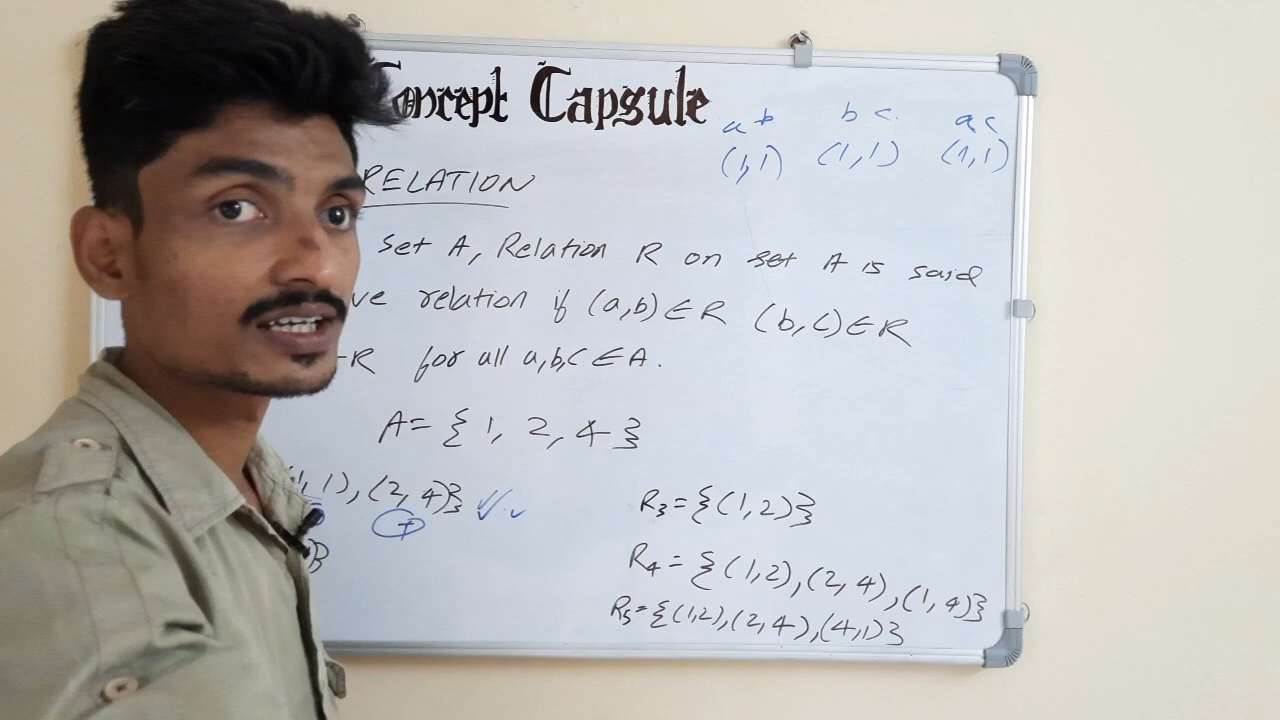 Concept Capsule
a b b c a c
(1,1) (1,1) (1,1)
RELATION
Set A, Relation R on set A is said
ve relation if (a,b)∈R (b,c)∈R
R for all a,b,c∈A.
A= {1, 2, 4}
1), (2, 4)}
R₃= {(1,2)}
R₄= {(1,2),(2,4),(1,4)}
R₅={(1,2),(2,4),(4,1)}